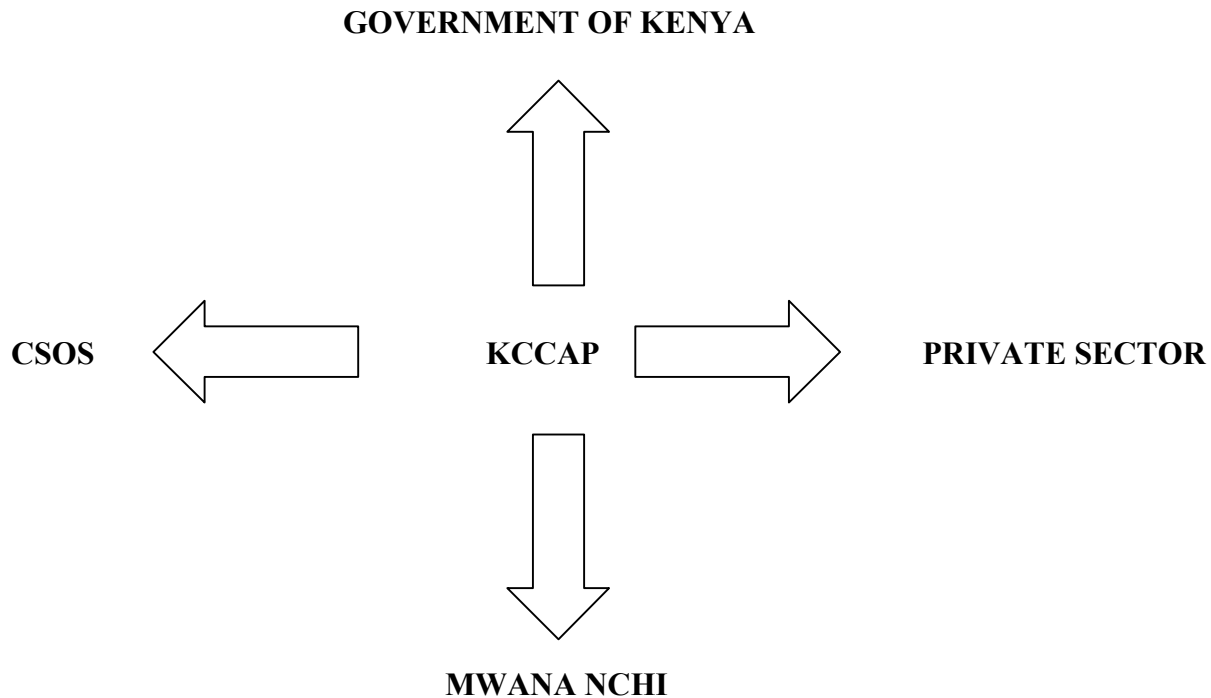 GOVERNMENT OF KENYA
CSOS
KCCAP
PRIVATE SECTOR
MWANA NCHI